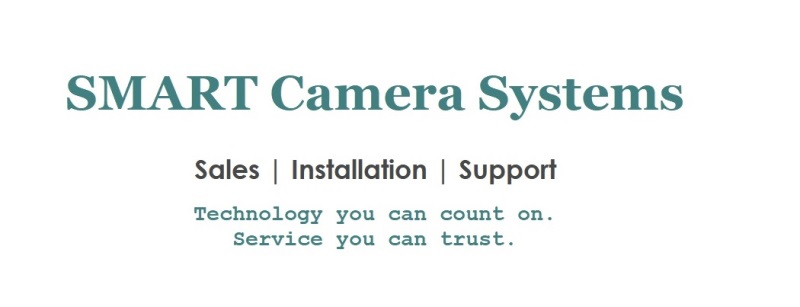 SMART Camera Systems
Sales | Installation | Support
Technology you can count on.
Service you can trust.